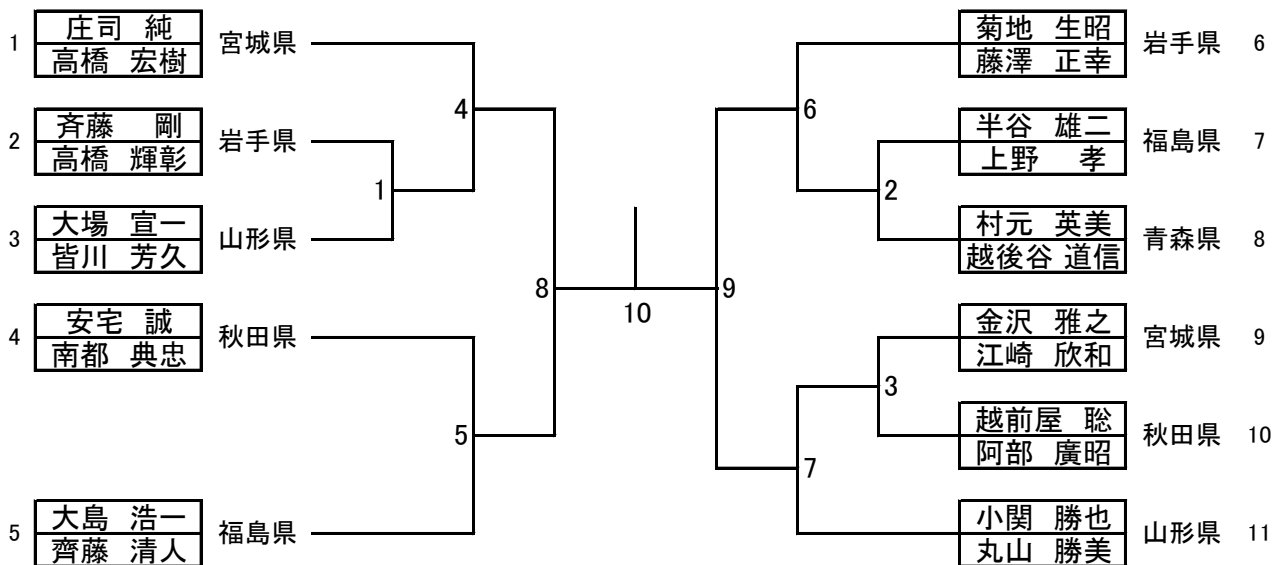 1
庄司 純
高橋 宏樹
宮城県
2
斉藤 剛
高橋 輝彰
岩手県
3
大場 宣一
皆川 芳久
山形県
4
安宅 誠
南都 典忠
秋田県
5
大島 浩一
齊藤 清人
福島県
4
1
8
5
10
9
6
2
3
7
菊地 生昭
藤澤 正幸
岩手県 6
半谷 雄二
上野 孝
福島県 7
村元 英美
越後谷 道信
青森県 8
金沢 雅之
江崎 欣和
宮城県 9
越前屋 聡
阿部 廣昭
秋田県 10
小関 勝也
丸山 勝美
山形県 11